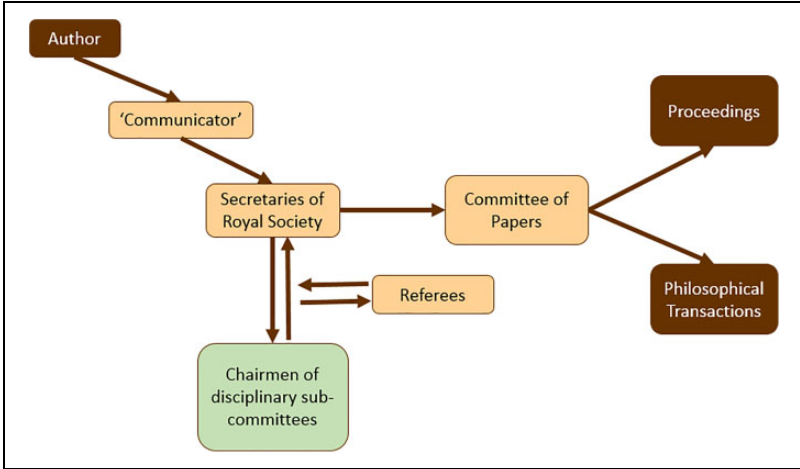 Author
‘Communicator’
Secretaries of
Royal Society
Committee of
Papers
Proceedings
Referees
Philosophical
Transactions
Chairmen of
disciplinary sub-
committees